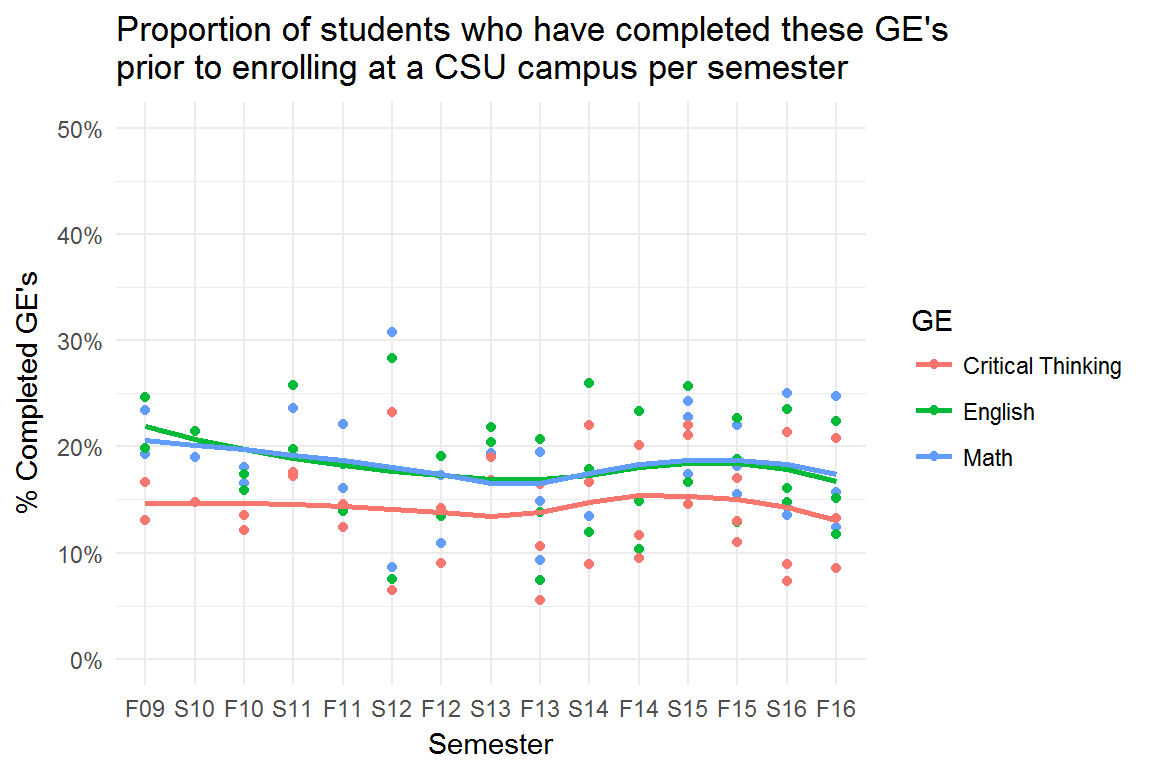 Proportion of students who have completed these GE's
prior to enrolling at a CSU campus per semester
50%
40%
30%
20%
10%
0%
% Completed GE's
F09 S10 F10 S11 F11 S12 F12 S13 F13 S14 F14 S15 F15 S16 F16
Semester
GE
Critical Thinking
English
Math